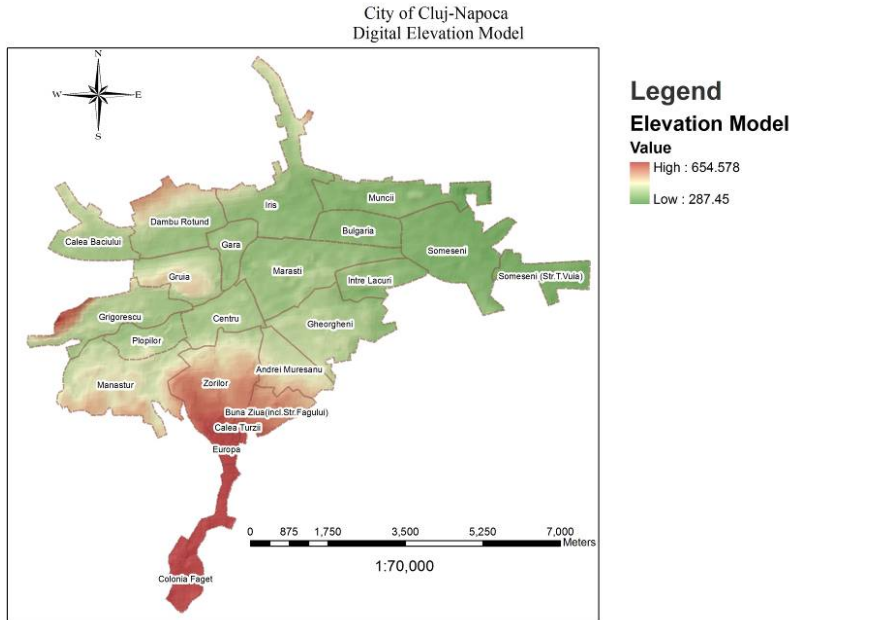 City of Cluj-Napoca
Digital Elevation Model
N
W
E
S
Legend
Elevation Model
Value
High : 654.578
Low : 287.45
Muncii
Iris
Dambu Rotund
Bulgaria
Calea Baciului
Gara
Someseni
Marasti
Gruia
Someseni (Str.T.Vuia)
Intre Lacuri
Grigorescu
Centru
Gheorgheni
Plopilor
Andrei Muresanu
Manastur
Zorilor
Buna Ziua(incl.Str.Fagului)
Calea Turzii
Europa
0 875 1,750 3,500 5,250 7,000
Meters
1:70,000
Colonia Faget